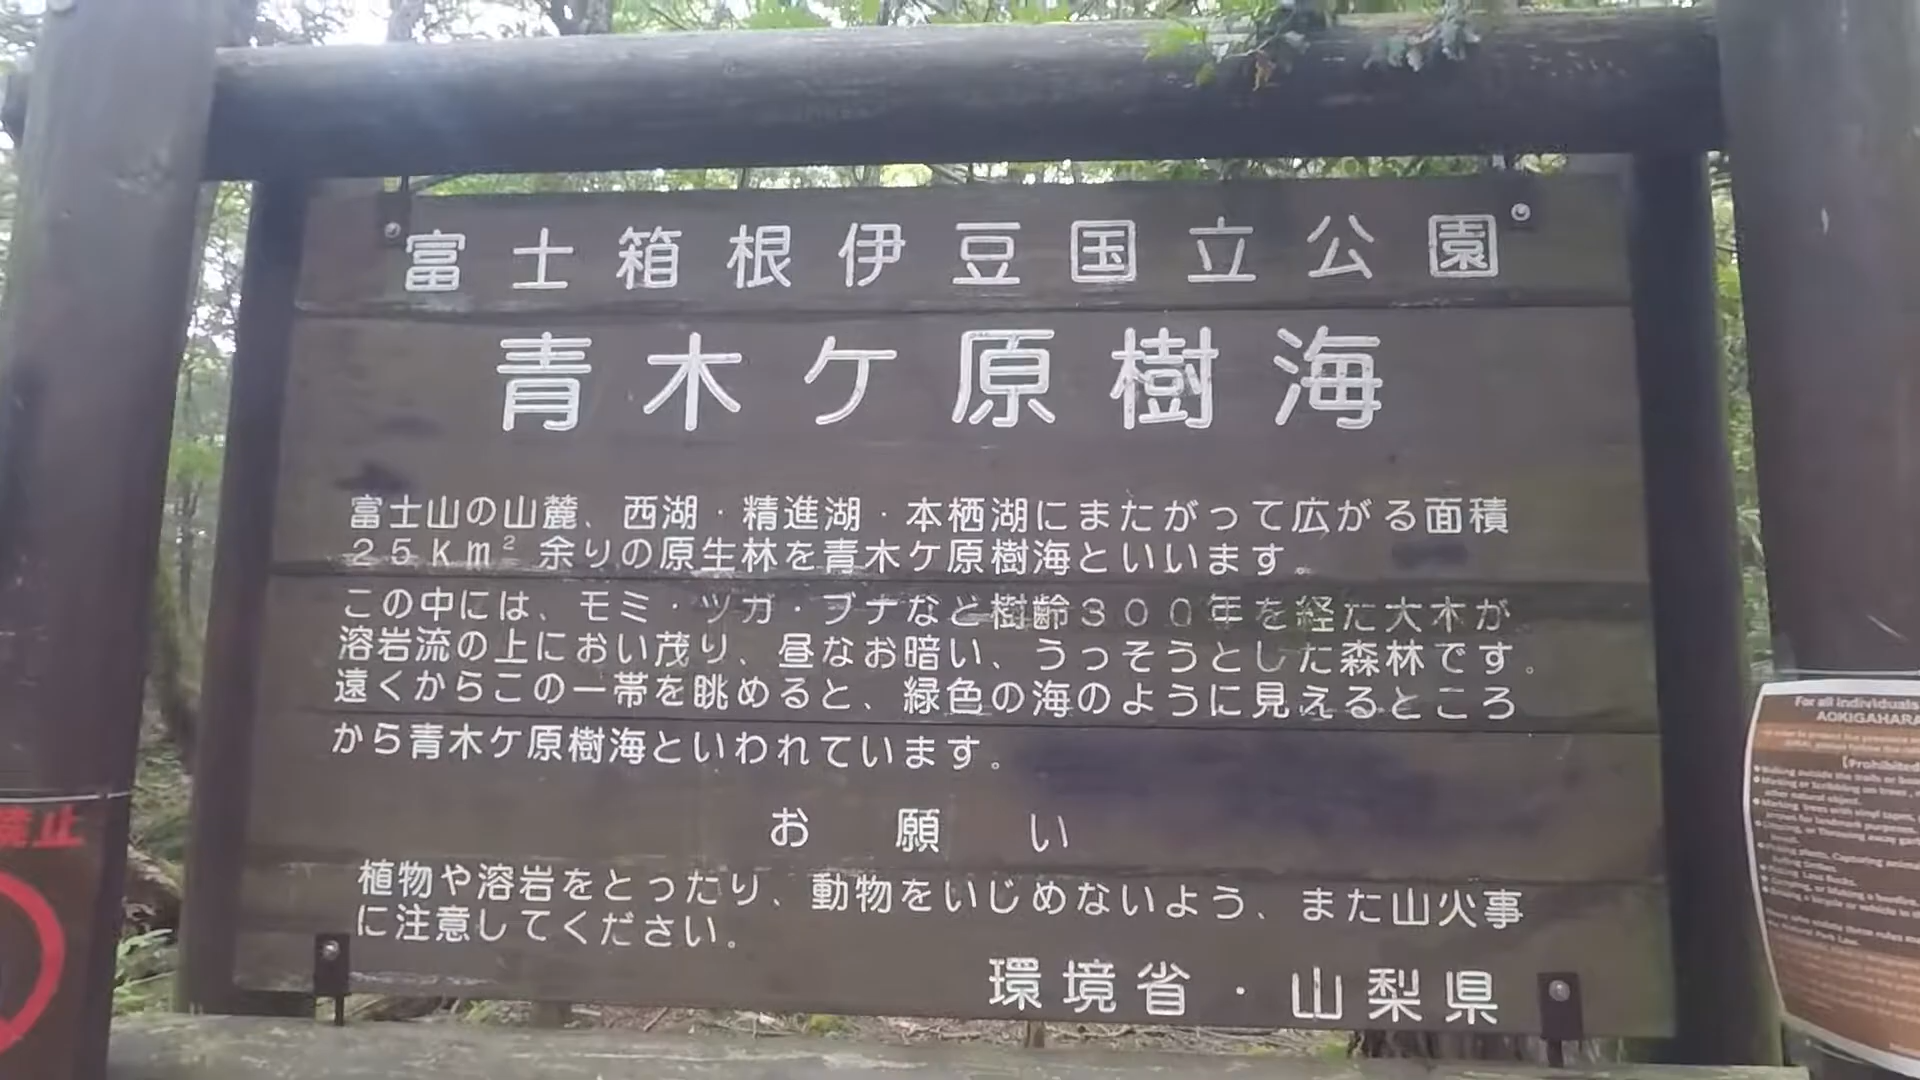 富士箱根伊豆国立公園
青木ケ原樹海
富士山の山麓、西湖・精進湖・本栖湖にまたがって広がる面積
25km²余りの原生林を青木ケ原樹海といいます。
この中には、モミ・ツガ・ブナなど樹齢300年を経た大木が
溶岩流の上におい茂り、昼なお暗い、うっそうとした森林です。
遠くからこの一帯を眺めると、緑色の海のように見えるところ
から青木ケ原樹海といわれています。
お願い
植物や溶岩をとったり、動物をいじめないよう、また山火事
に注意してください。
環境省・山梨県
禁止
For all individuals
AOKIGAHARA
【Prohibited